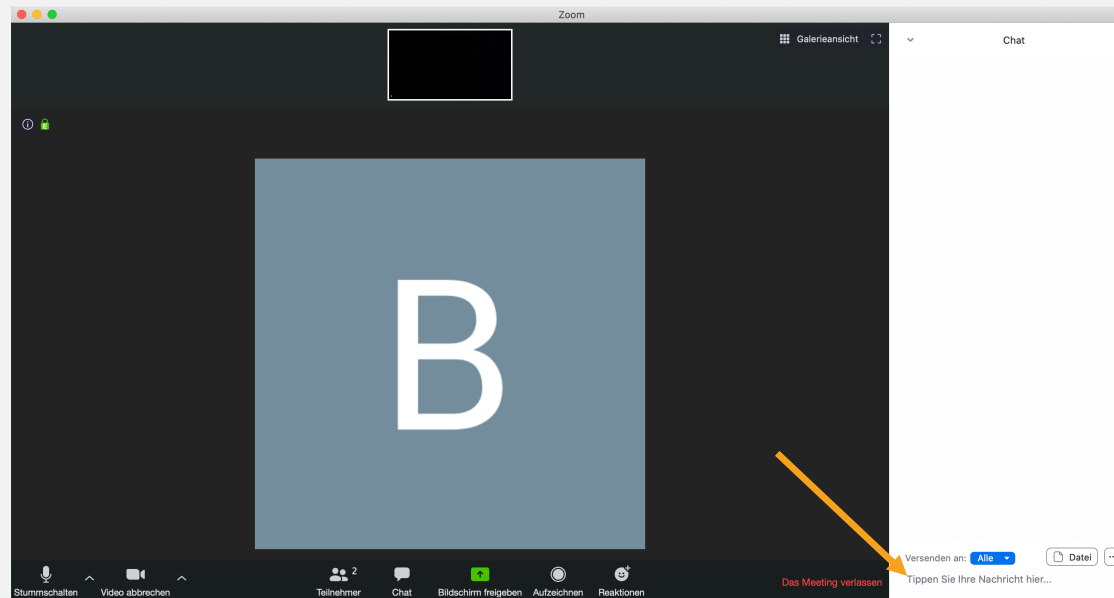 Zoom
Galerieansicht
Chat
B
Versenden an: Alle
Datei
Tippen Sie Ihre Nachricht hier...
2
Stummschalten Video abbrechen Teilnehmer Chat Bildschirm freigeben Aufzeichnen Reaktionen Das Meeting verlassen